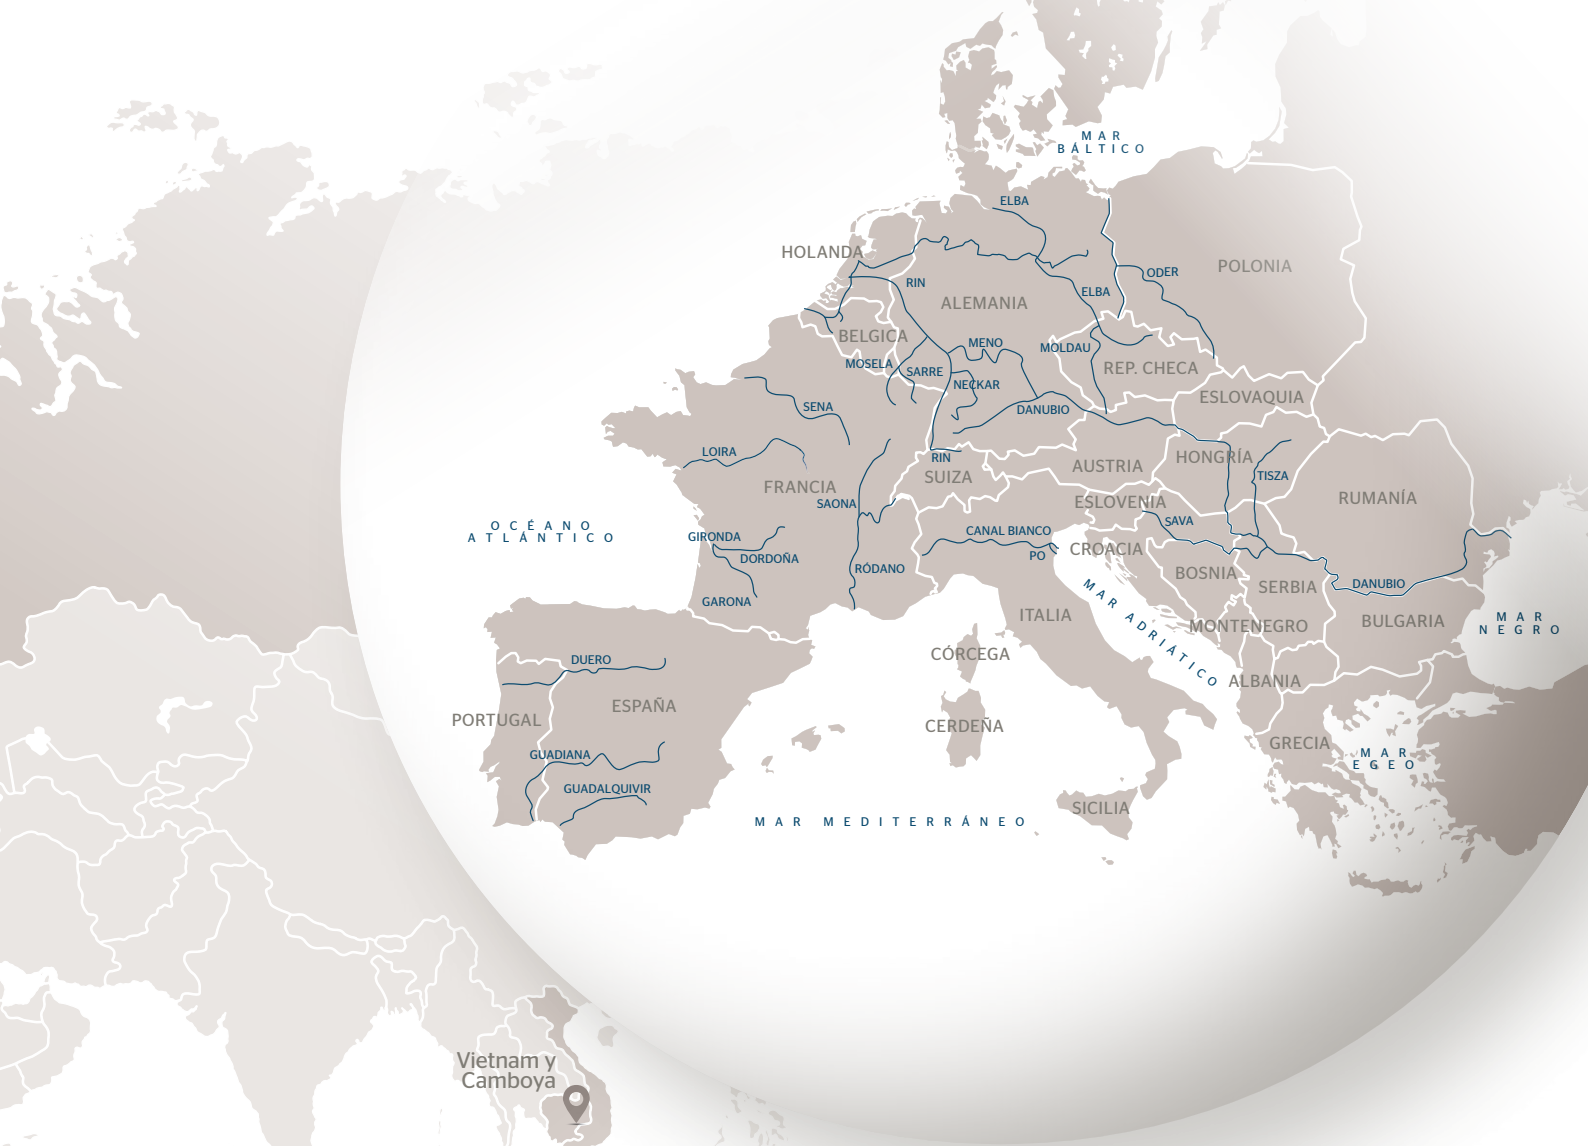 MAR
BÁLTICO
ELBA
HOLANDA
RIN
ODER
POLONIA
ELBA
ALEMANIA
BELGICA
MENO
MOLDAU
MOSELA
SARRE
REP. CHECA
NECKAR
ESLOVAQUIA
SENA
DANUBIO
LOIRA
RIN
HONGRÍA
AUSTRIA
SUIZA
TISZA
FRANCIA
RUMANÍA
SAONA
ESLOVENIA
OCÉANO
ATLÁNTICO
SAVA
CANAL BIANCO
GIRONDA
CROACIA
PO
DORDOÑA
RÓDANO
BOSNIA
SERBIA
DANUBIO
GARONA
MAR ADRIÁTICO
ITALIA
MONTENEGRO
BULGARIA
MAR
NEGRO
CÓRCEGA
DUERO
ALBANIA
ESPAÑA
PORTUGAL
CERDEÑA
GRECIA
GUADIANA
MAR
EGEO
GUADALQUIVIR
SICILIA
MAR MEDITERRÁNEO
Vietnam y
Camboya